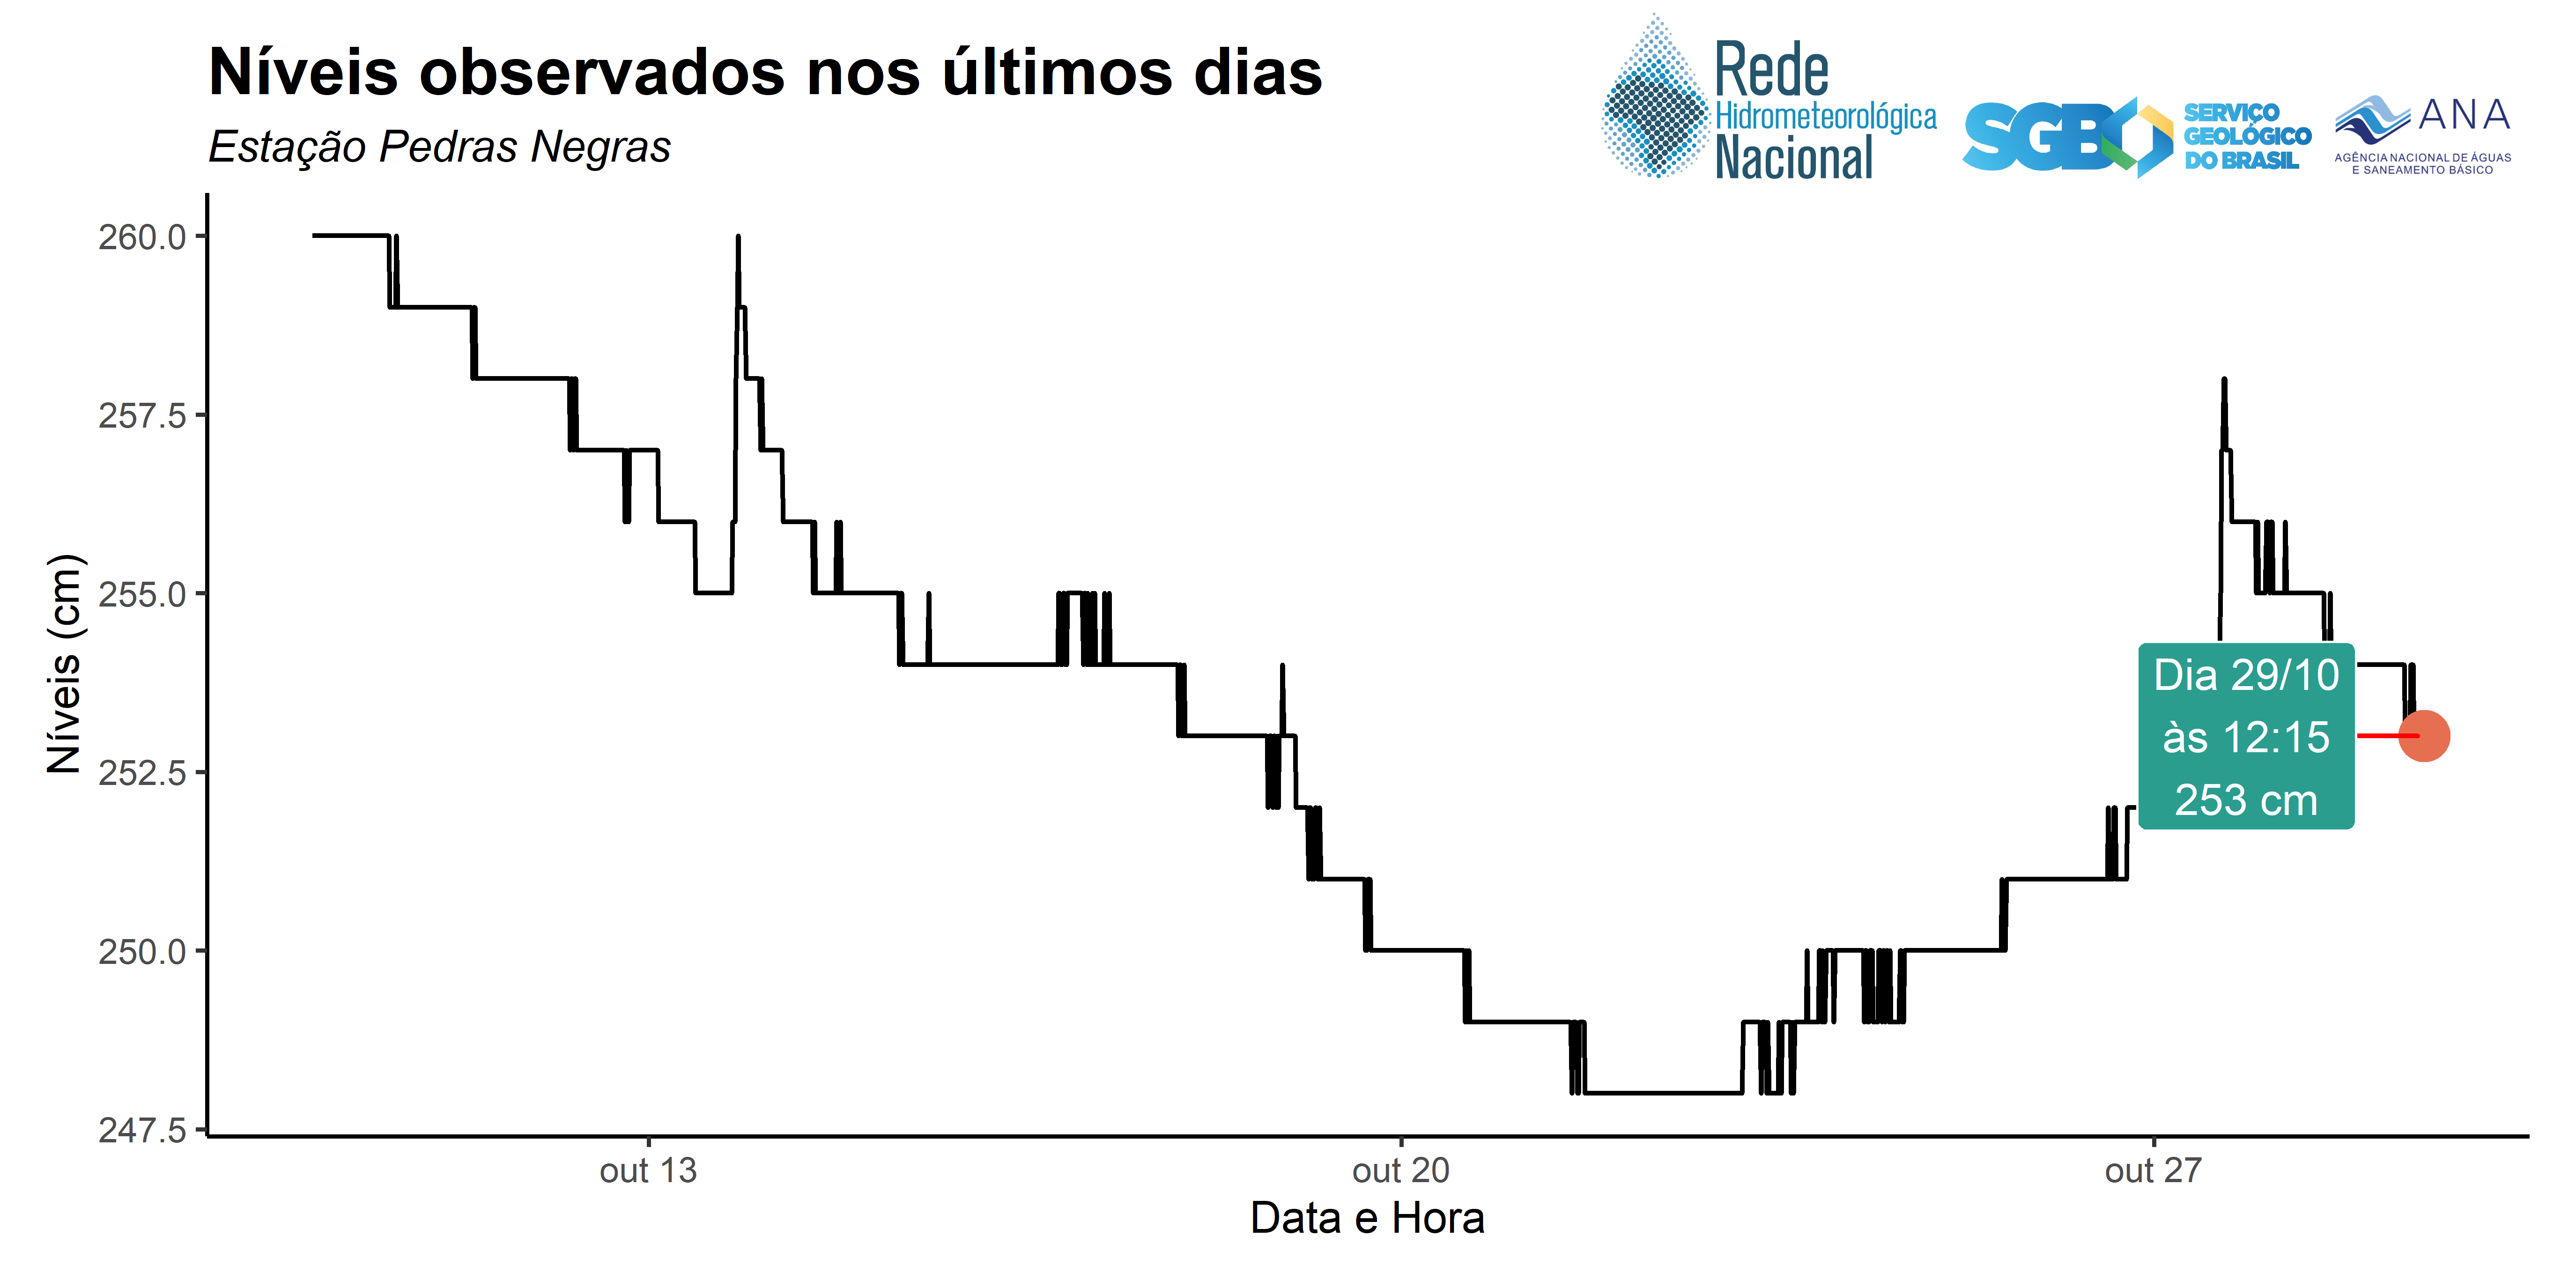 Níveis observados nos últimos dias
Estação Pedras Negras
Rede
Hidrometeorológica
Nacional
SGB
SERVIÇO
GEOLÓGICO
DO BRASIL
ANA
AGÊNCIA NACIONAL DE ÁGUAS
E SANEAMENTO BÁSICO
Níveis (cm)
260.0
257.5
255.0
252.5
250.0
247.5
Dia 29/10
às 12:15
253 cm
out 13
out 20
out 27
Data e Hora